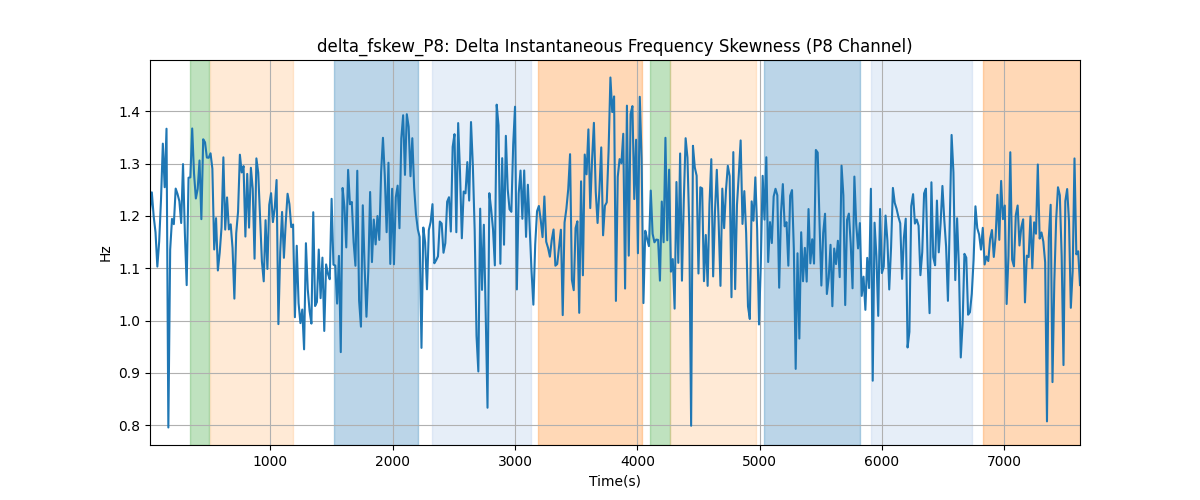 delta_fskew_P8: Delta Instantaneous Frequency Skewness (P8 Channel)
1.4
1.3
1.2
1.1
1.0
0.9
0.8
Hz
1000 2000 3000 4000 5000 6000 7000
Time(s)